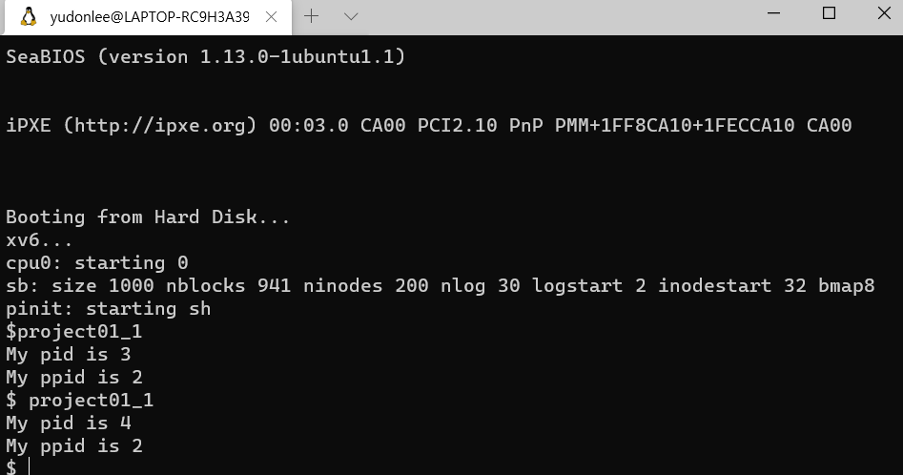 yudonlee@LAPTOP-RC9H3A39
SeaBIOS (version 1.13.0-1ubuntu1.1)
iPXE (http://ipxe.org) 00:03.0 CA00 PCI2.10 PnP PMM+1FF8CA10+1FECCA10 CA00
Booting from Hard Disk...
xv6...
cpu0: starting 0
sb: size 1000 nblocks 941 ninodes 200 nlog 30 logstart 2 inodestart 32 bmap8
pinit: starting sh
$project01_1
My pid is 3
My ppid is 2
$ project01_1
My pid is 4
My ppid is 2
$